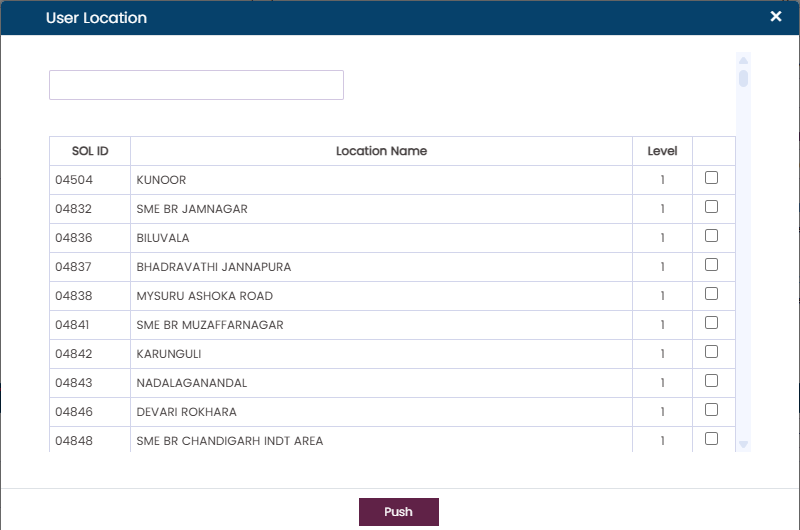 User Location
SOL ID Location Name Level
04504 KUNOOR 1
04832 SME BR JAMNAGAR 1
04836 BILUVALA 1
04837 BHADRAVATHI JANNAPURA 1
04838 MYSURU ASHOKA ROAD 1
04841 SME BR MUZAFFARNAGAR 1
04842 KARUNGULI 1
04843 NADALAGANANDAL 1
04846 DEVARI ROKHARA 1
04848 SME BR CHANDIGARH INDT AREA 1
Push